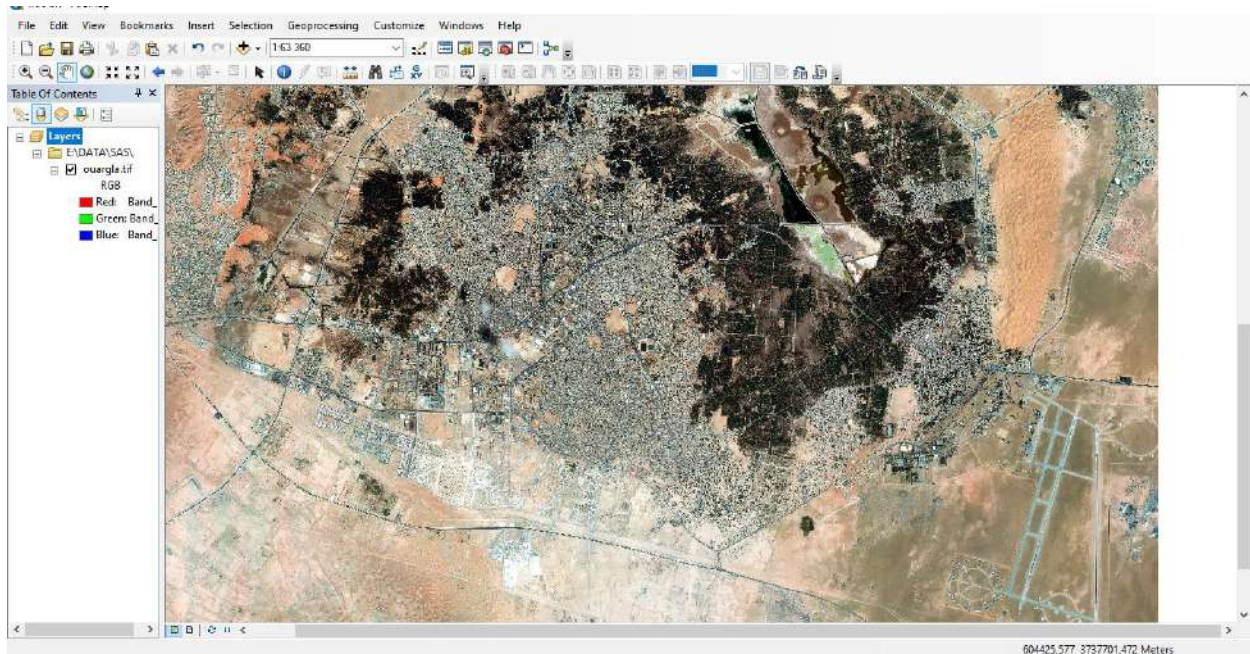 File Edit View Bookmarks Insert Selection Geoprocessing Customize Windows Help
1:63 360
Table Of Contents
Layers
E:\DATA\SAS\
ouargla.tif
RGB
Red: Band_
Green: Band_
Blue: Band_
604425,577 3737701,472 Meters